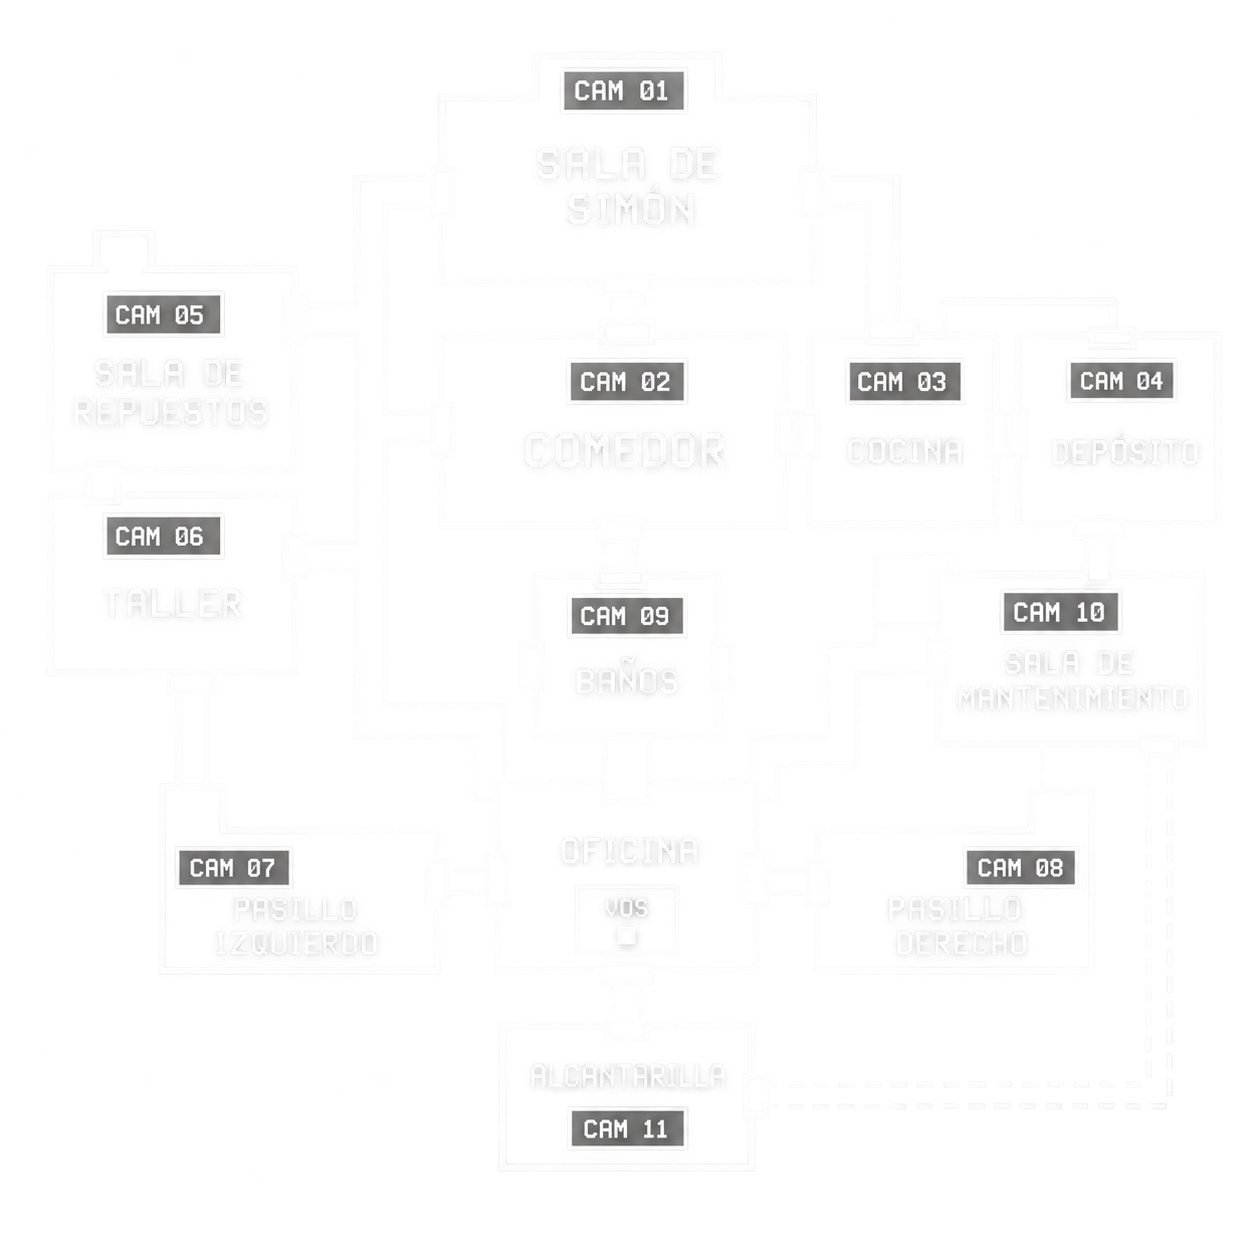 CAM 01
SALA DE
SIMÓN
CAM 05
SALA DE
REPUESTOS
CAM 02
COMEDOR
CAM 03
COCINA
CAM 04
DEPÓSITO
CAM 06
TALLER
CAM 09
BAÑOS
CAM 10
SALA DE
MANTENIMIENTO
CAM 07
PASILLO
IZQUIERDO
OFICINA
VOS
CAM 08
PASILLO
DERECHO
ALCANTARILLA
CAM 11